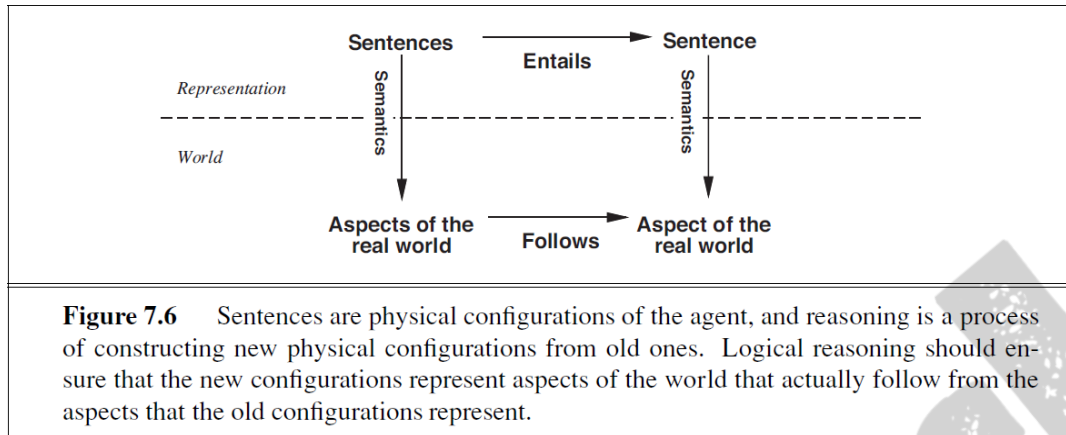 Sentences
Sentence
Entails
Semantics
Semantics
Representation
World
Aspects of the
real world
Follows
Aspect of the
real world
Figure 7.6 Sentences are physical configurations of the agent, and reasoning is a process
of constructing new physical configurations from old ones. Logical reasoning should en-
sure that the new configurations represent aspects of the world that actually follow from the
aspects that the old configurations represent.